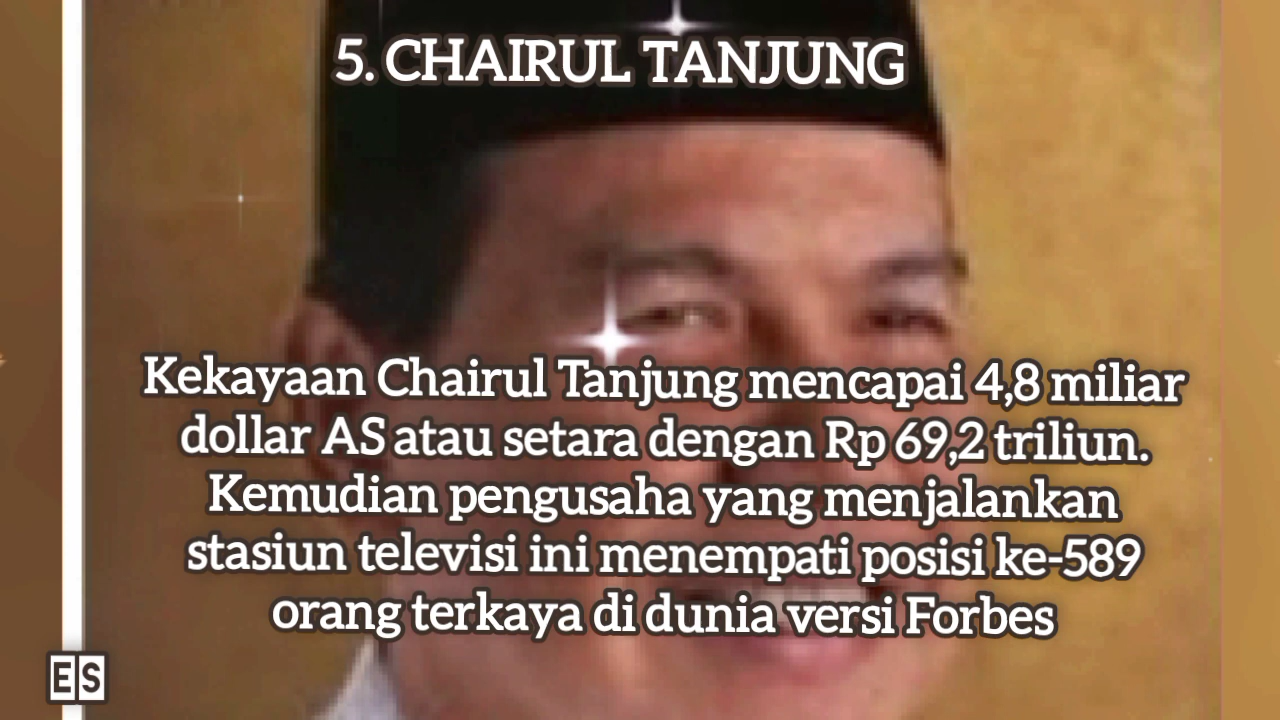 5. CHAIRUL TANJUNG
Kekayaan Chairul Tanjung mencapai 4,8 miliar
dollar AS atau setara dengan Rp 69,2 triliun.
Kemudian pengusaha yang menjalankan
stasiun televisi ini menempati posisi ke-589
orang terkaya di dunia versi Forbes
ES